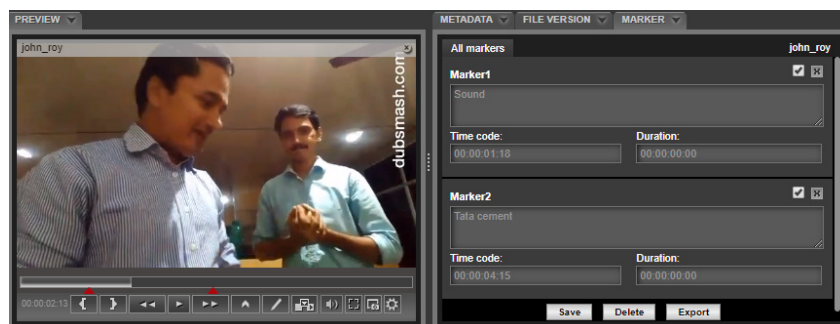 PREVIEW
METADATA
FILE VERSION
MARKER
john_roy
dubsmash.com
00:00:02:13
All markers
john_roy
Marker1
Sound
Time code:
Duration:
00:00:01:18
00:00:00:00
Marker2
Tata cement
Time code:
Duration:
00:00:04:15
00:00:00:00
Save
Delete
Export